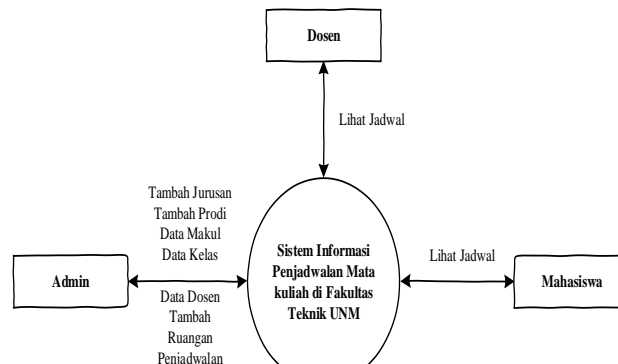 Dosen
Lihat Jadwal
Tambah Jurusan
Tambah Prodi
Data Makul
Data Kelas
Admin
Data Dosen
Tambah
Ruangan
Penjadwalan
Sistem Informasi
Penjadwalan Mata
kuliah di Fakultas
Teknik UNM
Lihat Jadwal
Mahasiswa